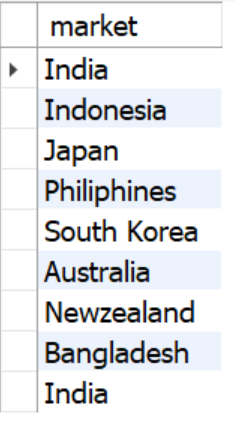 market
India
Indonesia
Japan
Philiphines
South Korea
Australia
Newzealand
Bangladesh
India